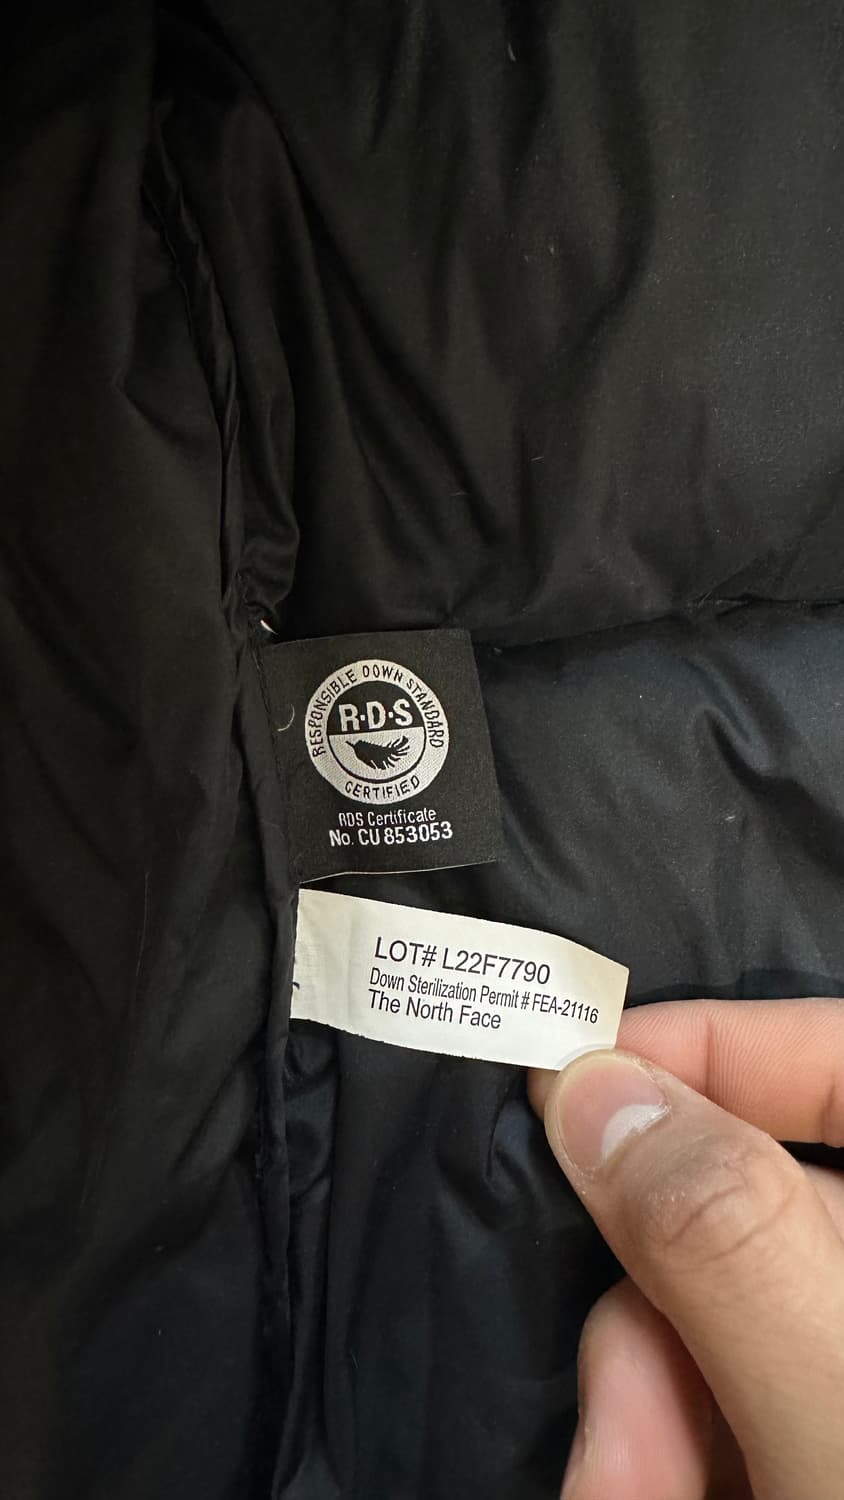 RESPONSIBLE DOWN STANDARD
R·D·S
CERTIFIED
RDS Certificate
No. CU 853053
LOT# L22F7790
Down Sterilization Permit # FEA-21116
The North Face